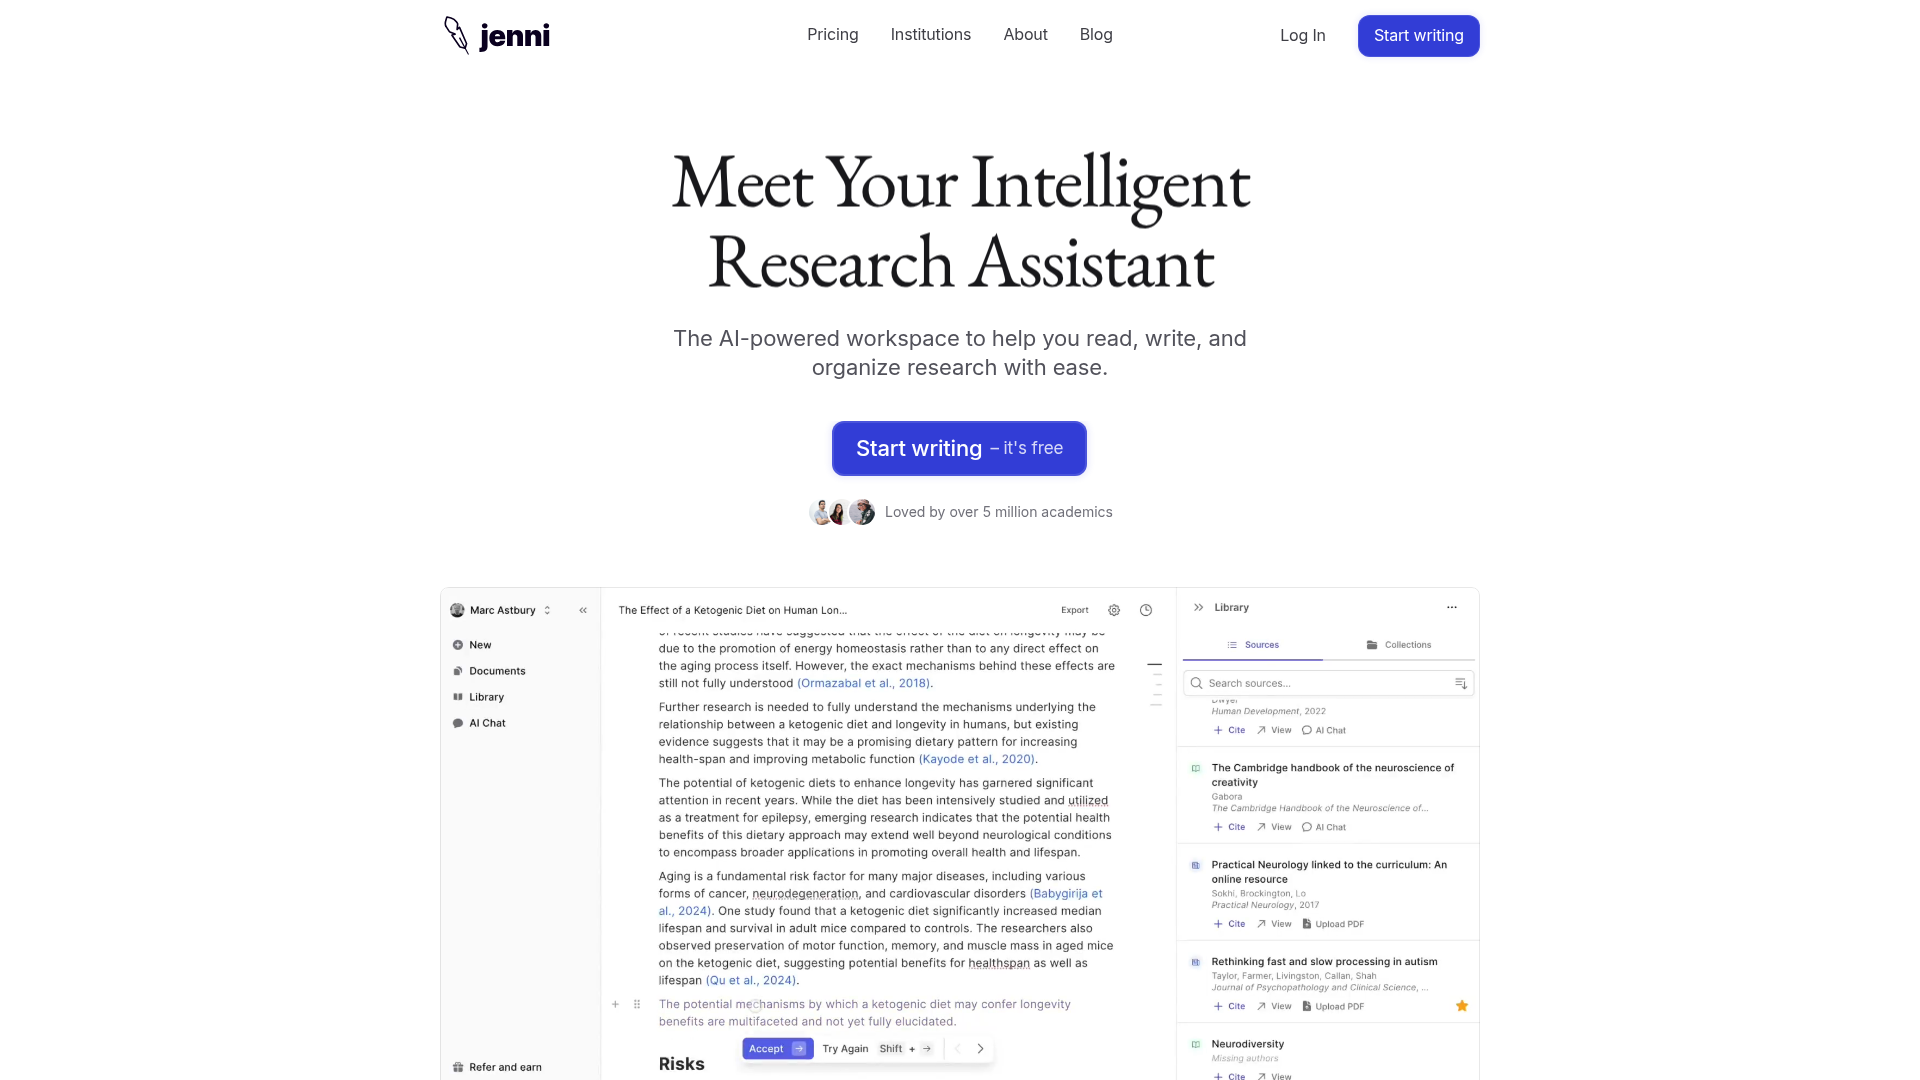 jenni
Pricing
Institutions
About
Blog
Log In
Start writing
Meet Your Intelligent
Research Assistant
The AI-powered workspace to help you read, write, and
organize research with ease.
Start writing – it's free
Loved by over 5 million academics
Marc Astbury
New
Documents
Library
AI Chat
Refer and earn
The Effect of a Ketogenic Diet on Human Lon...
Export
of recent studies have suggested that the effect of the diet on longevity may be
due to the promotion of energy homeostasis rather than to any direct effect on
the aging process itself. However, the exact mechanisms behind these effects are
still not fully understood (Ormazabal et al., 2018).
Further research is needed to fully understand the mechanisms underlying the
relationship between a ketogenic diet and longevity in humans, but existing
evidence suggests that it may be a promising dietary pattern for increasing
health-span and improving metabolic function (Kayode et al., 2020).
The potential of ketogenic diets to enhance longevity has garnered significant
attention in recent years. While the diet has been intensively studied and utilized
as a treatment for epilepsy, emerging research indicates that the potential health
benefits of this dietary approach may extend well beyond neurological conditions
to encompass broader applications in promoting overall health and lifespan.
Aging is a fundamental risk factor for many major diseases, including various
forms of cancer, neurodegeneration, and cardiovascular disorders (Babygirija et
al., 2024). One study found that a ketogenic diet significantly increased median
lifespan and survival in adult mice compared to controls. The researchers also
observed preservation of motor function, memory, and muscle mass in aged mice
on the ketogenic diet, suggesting potential benefits for healthspan as well as
lifespan (Qu et al., 2024).
The potential mechanisms by which a ketogenic diet may confer longevity
benefits are multifaceted and not yet fully elucidated.
Accept → Try Again Shift + →
Risks
Library
Sources
Collections
Search sources...
Dwyer
Human Development, 2022
Cite View AI Chat
The Cambridge handbook of the neuroscience of
creativity
Gabora
The Cambridge Handbook of the Neuroscience of...
Cite View AI Chat
Practical Neurology linked to the curriculum: An
online resource
Sokhi, Brockington, Lo
Practical Neurology, 2017
Cite View Upload PDF
Rethinking fast and slow processing in autism
Taylor, Farmer, Livingston, Callan, Shah
Journal of Psychopathology and Clinical Science, ...
Cite View Upload PDF
Neurodiversity
Missing authors
Cite View